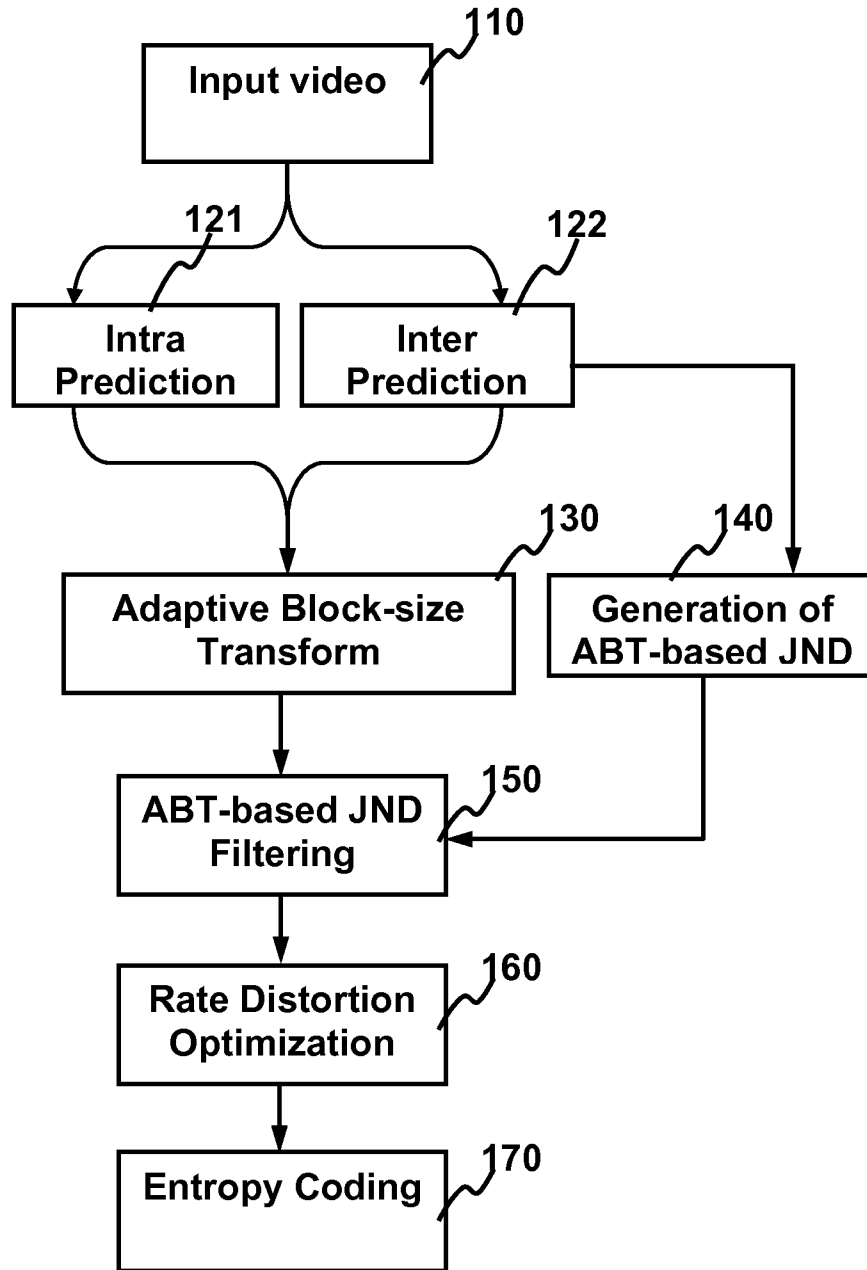 110
Input video
121
122
Intra
Prediction
Inter
Prediction
130
140
Adaptive Block-size
Transform
Generation of
ABT-based JND
150
ABT-based JND
Filtering
160
Rate Distortion
Optimization
170
Entropy Coding